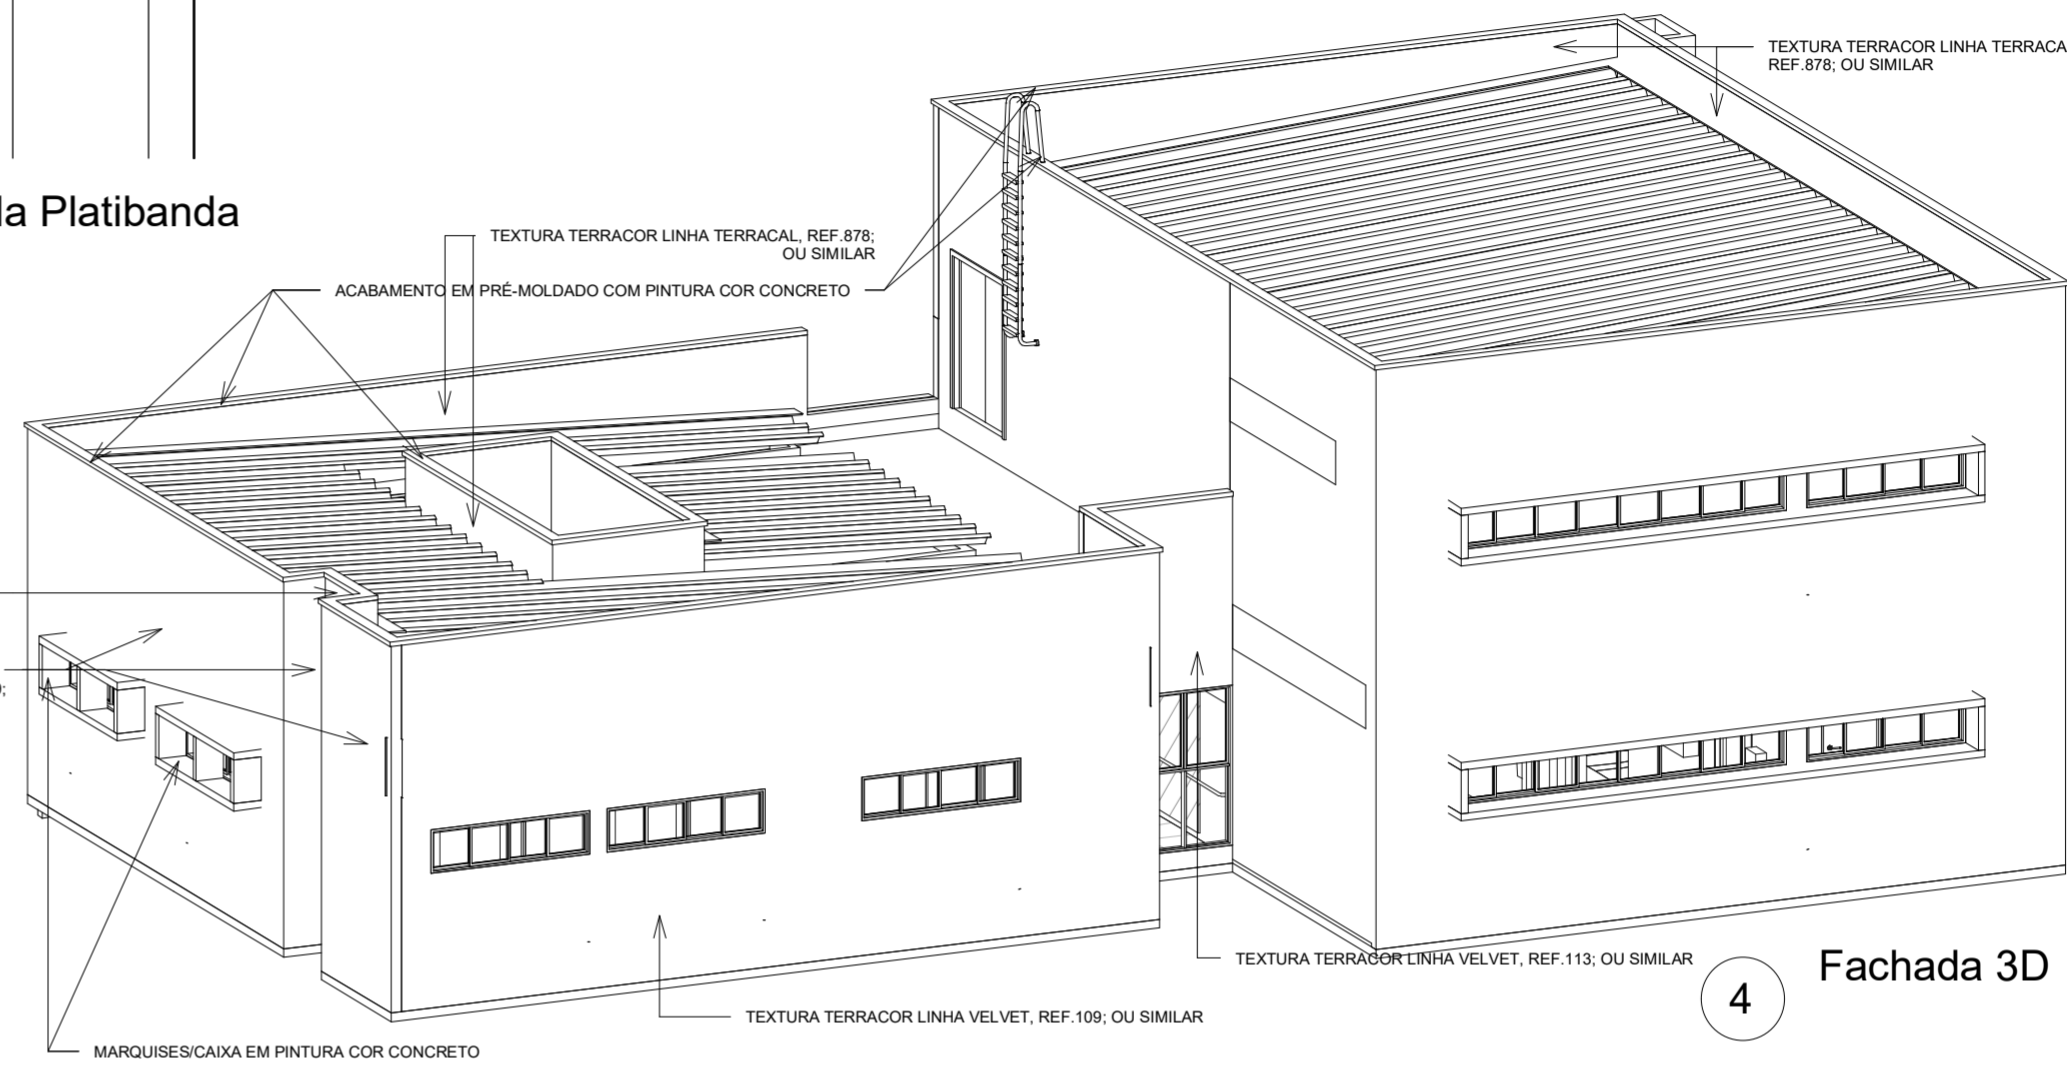 TEXTURA TERRACOR LINHA TERRACA
REF.878; OU SIMILAR
la Platibanda
TEXTURA TERRACOR LINHA TERRACAL, REF.878;
OU SIMILAR
ACABAMENTO EM PRÉ-MOLDADO COM PINTURA COR CONCRETO
TEXTURA TERRACOR LINHA VELVET, REF.113; OU SIMILAR
4
Fachada 3D
TEXTURA TERRACOR LINHA VELVET, REF.109; OU SIMILAR
MARQUISES/CAIXA EM PINTURA COR CONCRETO